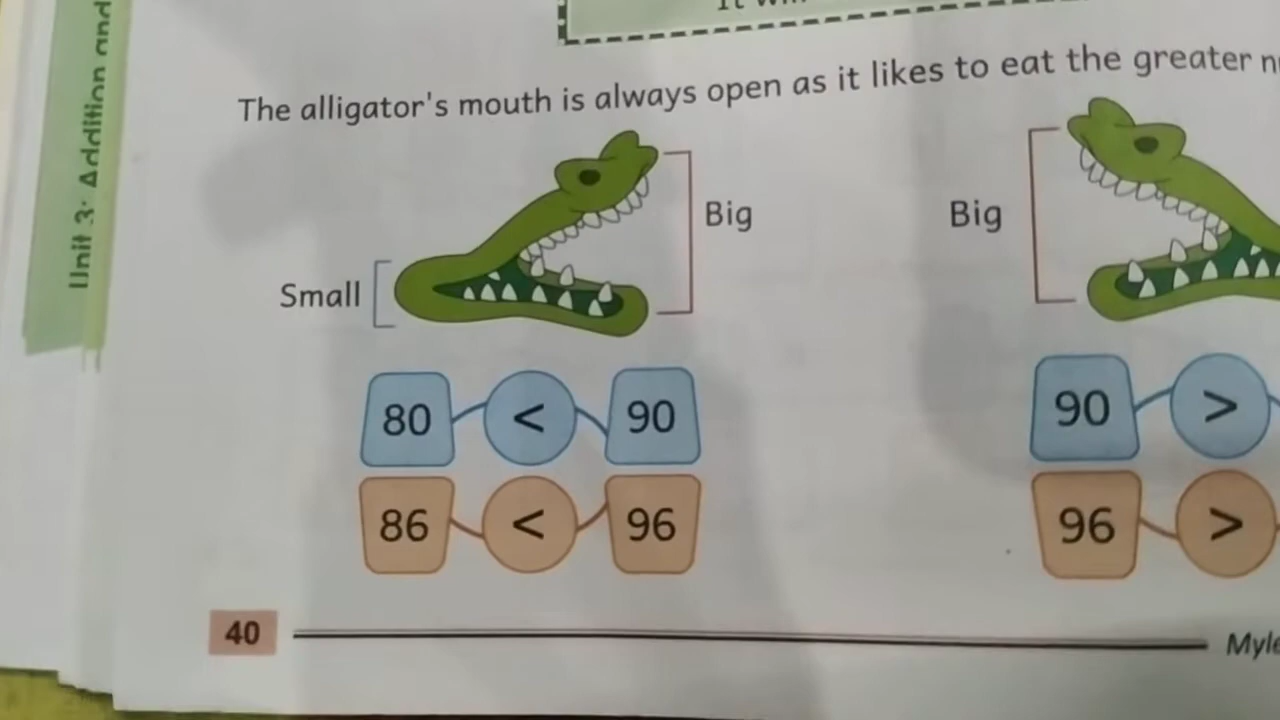 Unit 3: Addition and
The alligator's mouth is always open as it likes to eat the greater
Big
Big
Small
80 < 90
90 >
86 < 96
96 >
40